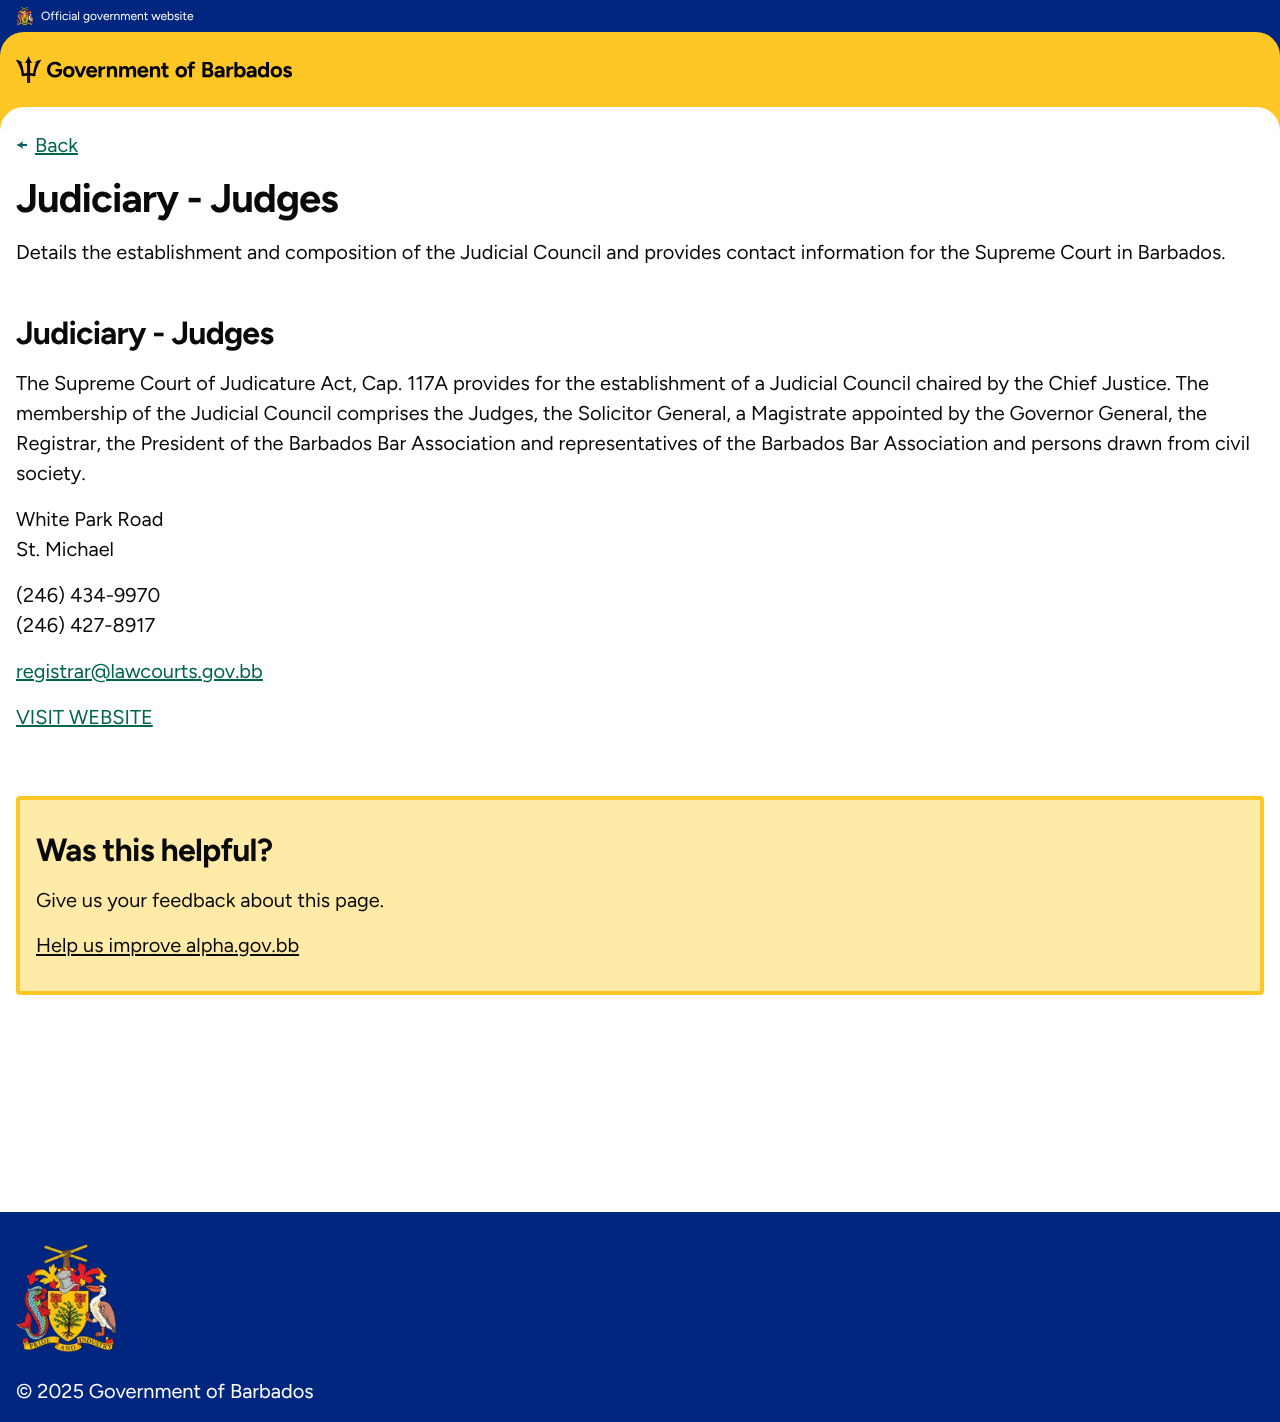 Official government website
Government of Barbados
Back
Judiciary - Judges
Details the establishment and composition of the Judicial Council and provides contact information for the Supreme Court in Barbados.
Judiciary - Judges
The Supreme Court of Judicature Act, Cap. 117A provides for the establishment of a Judicial Council chaired by the Chief Justice. The
membership of the Judicial Council comprises the Judges, the Solicitor General, a Magistrate appointed by the Governor General, the
Registrar, the President of the Barbados Bar Association and representatives of the Barbados Bar Association and persons drawn from civil
society.
White Park Road
St. Michael
(246) 434-9970
(246) 427-8917
registrar@lawcourts.gov.bb
VISIT WEBSITE
Was this helpful?
Give us your feedback about this page.
Help us improve alpha.gov.bb
PRIDE AND INDUSTRY
© 2025 Government of Barbados